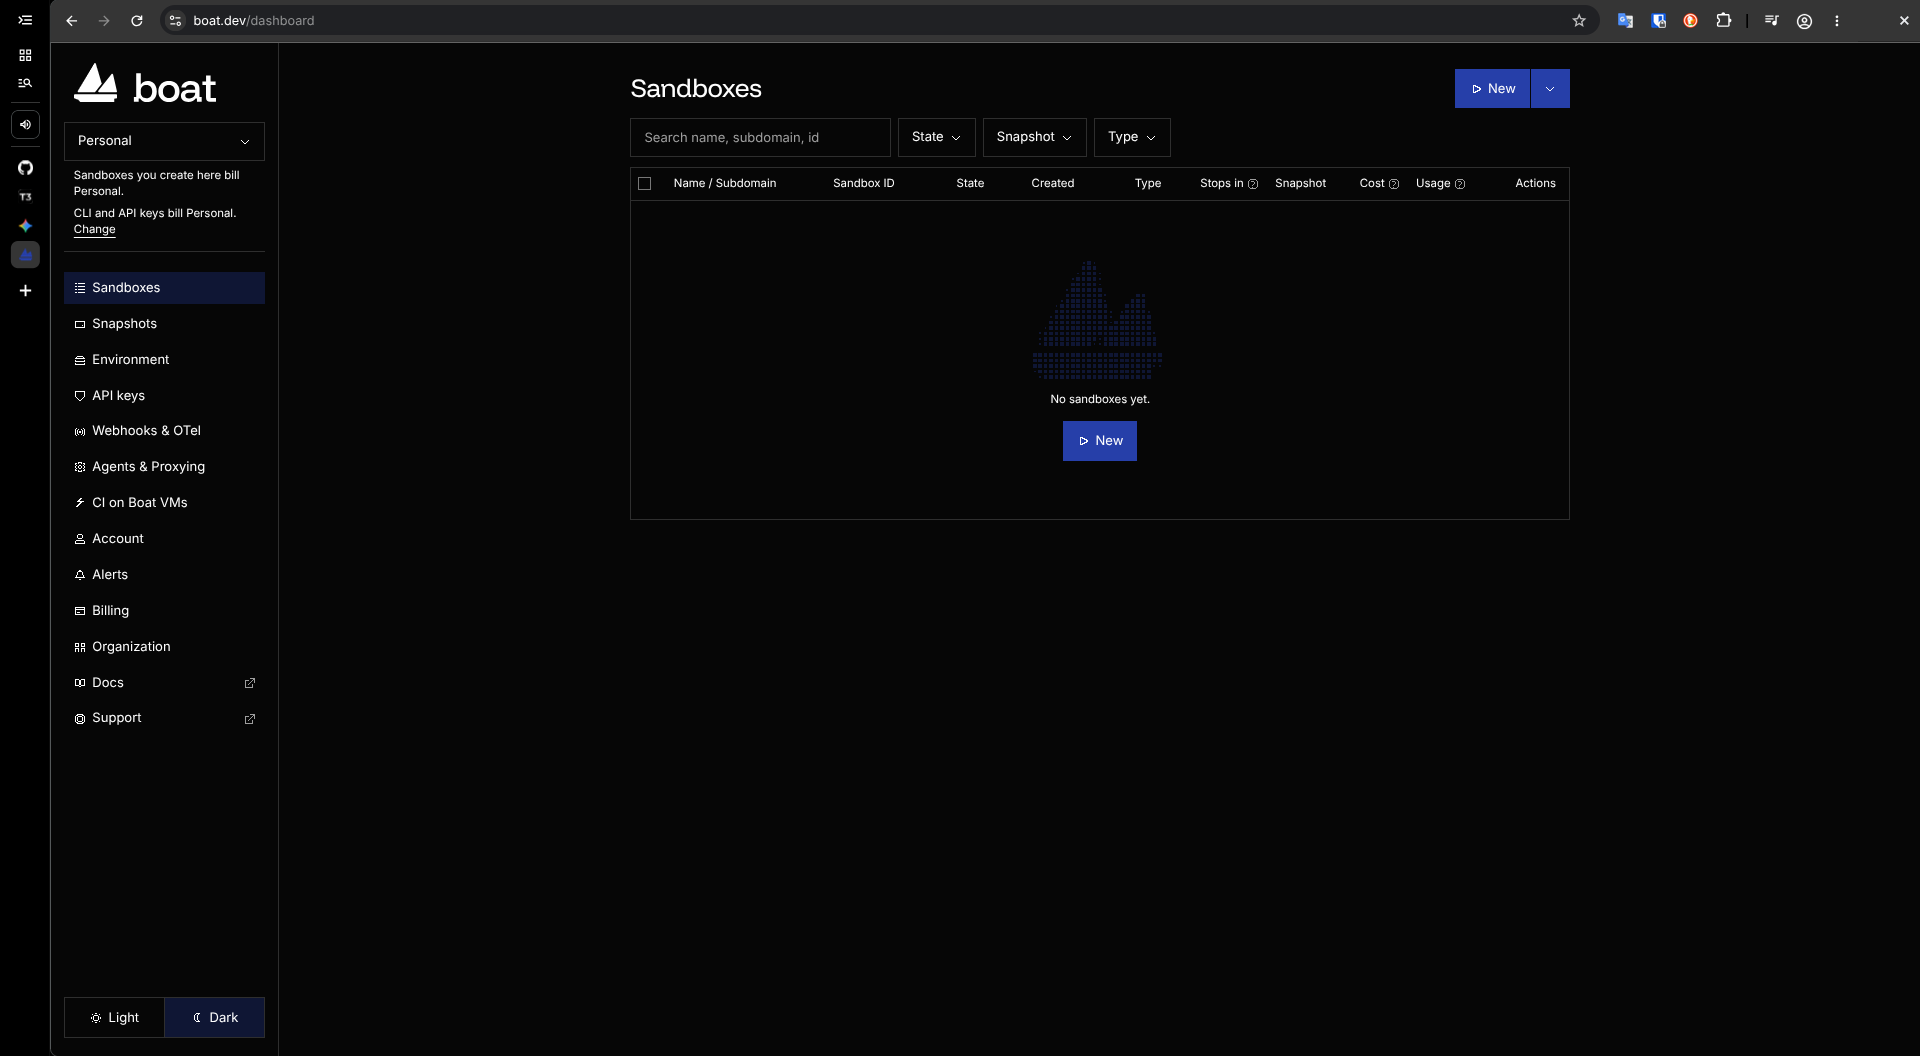 boat.dev/dashboard
boat
Personal
Sandboxes you create here bill
Personal.
CLI and API keys bill Personal.
Change
Sandboxes
Snapshots
Environment
API keys
Webhooks & OTel
Agents & Proxying
CI on Boat VMs
Account
Alerts
Billing
Organization
Docs
Support
Light
Dark
T3
Sandboxes
New
Search name, subdomain, id
State
Snapshot
Type
Name / Subdomain
Sandbox ID
State
Created
Type
Stops in
Snapshot
Cost
Usage
Actions
No sandboxes yet.
New